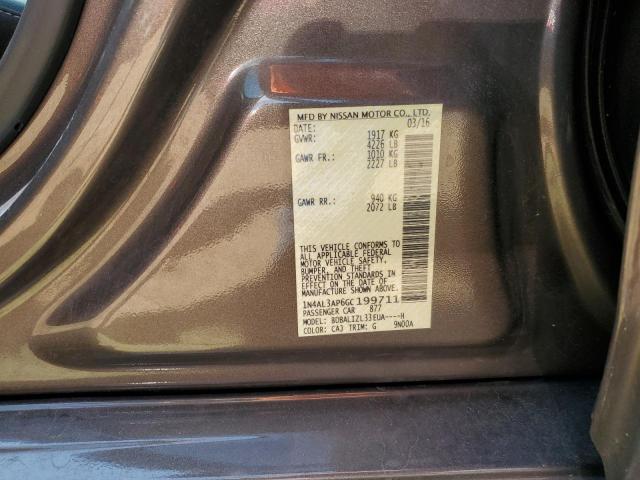 MFD BY NISSAN MOTOR CO., LTD.
DATE: 03/16
GVWR: 1917 KG
4226 LB
GAWR FR.: 1010 KG
2227 LB
GAWR RR.: 940 KG
2072 LB
THIS VEHICLE CONFORMS TO
ALL APPLICABLE FEDERAL
MOTOR VEHICLE SAFETY,
BUMPER, AND THEFT
PREVENTION STANDARDS IN
EFFECT ON THE DATE OF
MANUFACTURE SHOWN ABOVE.
1N4AL3AP6GC199711
PASSENGER CAR 877
MODEL: BDBALIZL33EUA----H
COLOR: CAJ TRIM: G 9N00A